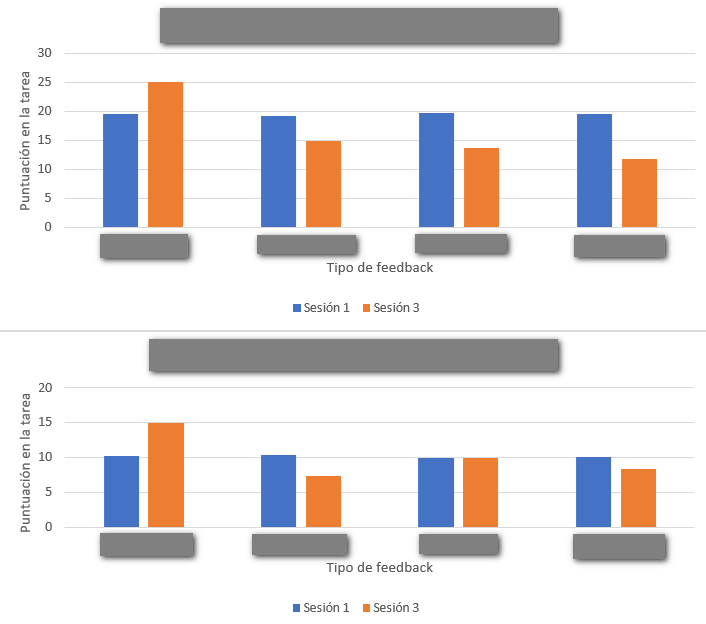 30
25
20
15
10
5
0
Puntuación en la tarea
Tipo de feedback
Sesión 1 Sesión 3
20
15
10
5
0
Puntuación en la tarea
Tipo de feedback
Sesión 1 Sesión 3